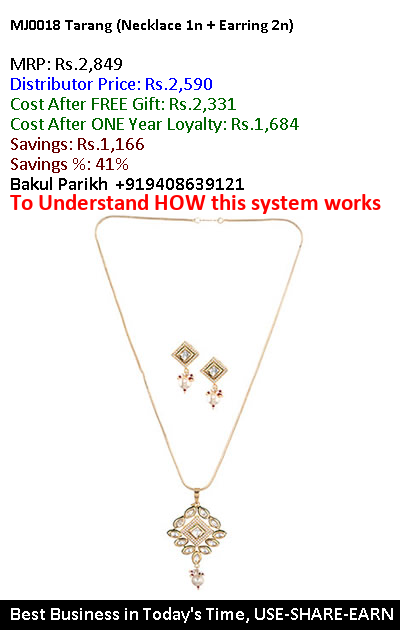 MJ0018 Tarang (Necklace 1n + Earring 2n)
MRP: Rs.2,849
Distributor Price: Rs.2,590
Cost After FREE Gift: Rs.2,331
Cost After ONE Year Loyalty: Rs.1,684
Savings: Rs.1,166
Savings %: 41%
Bakul Parikh +919408639121
To Understand HOW this system works
Best Business in Today's Time, USE-SHARE-EARN